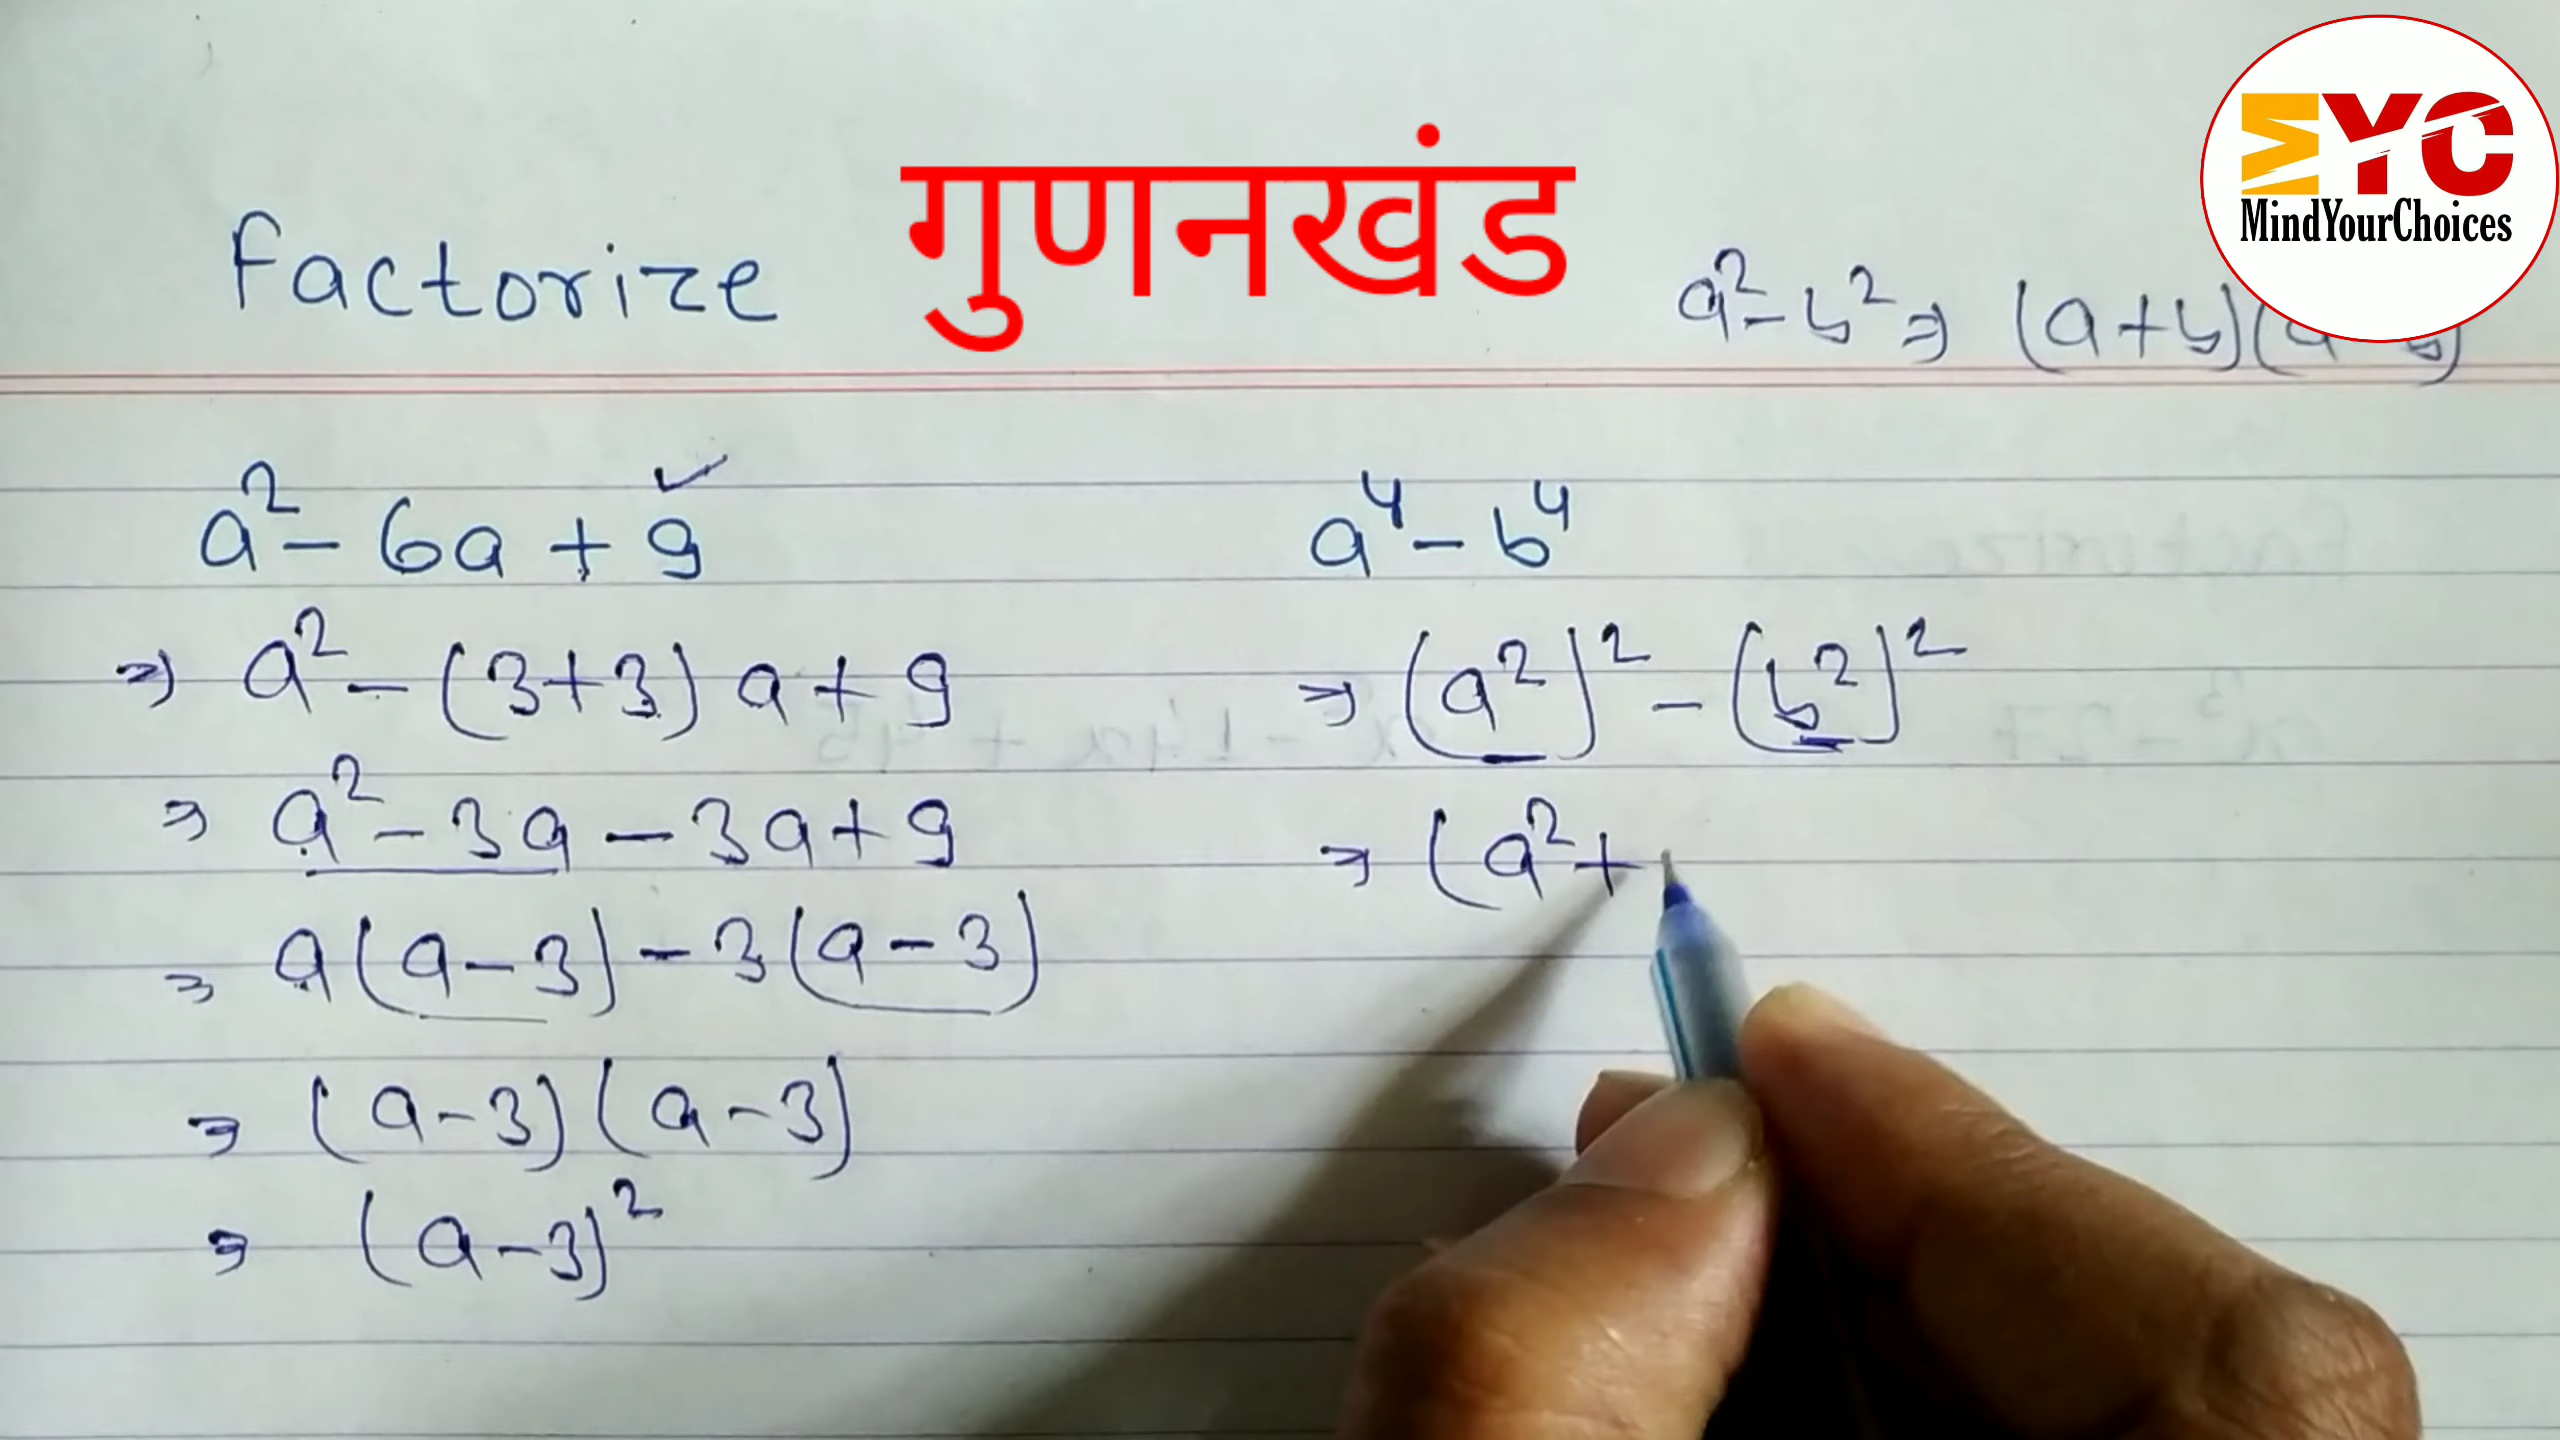 Factorize गुणनखंड
MYC
MindYourChoices
a² - b² ⇒ (a+b)(a-b)
a² - 6a + 9 ✓
⇒ a² - (3+3) a + 9
⇒ a² - 3a - 3a + 9
⇒ a(a-3) - 3(a-3)
⇒ (a-3)(a-3)
⇒ (a-3)²
a⁴ - b⁴
⇒ (a²)² - (b²)²
⇒ (a² +